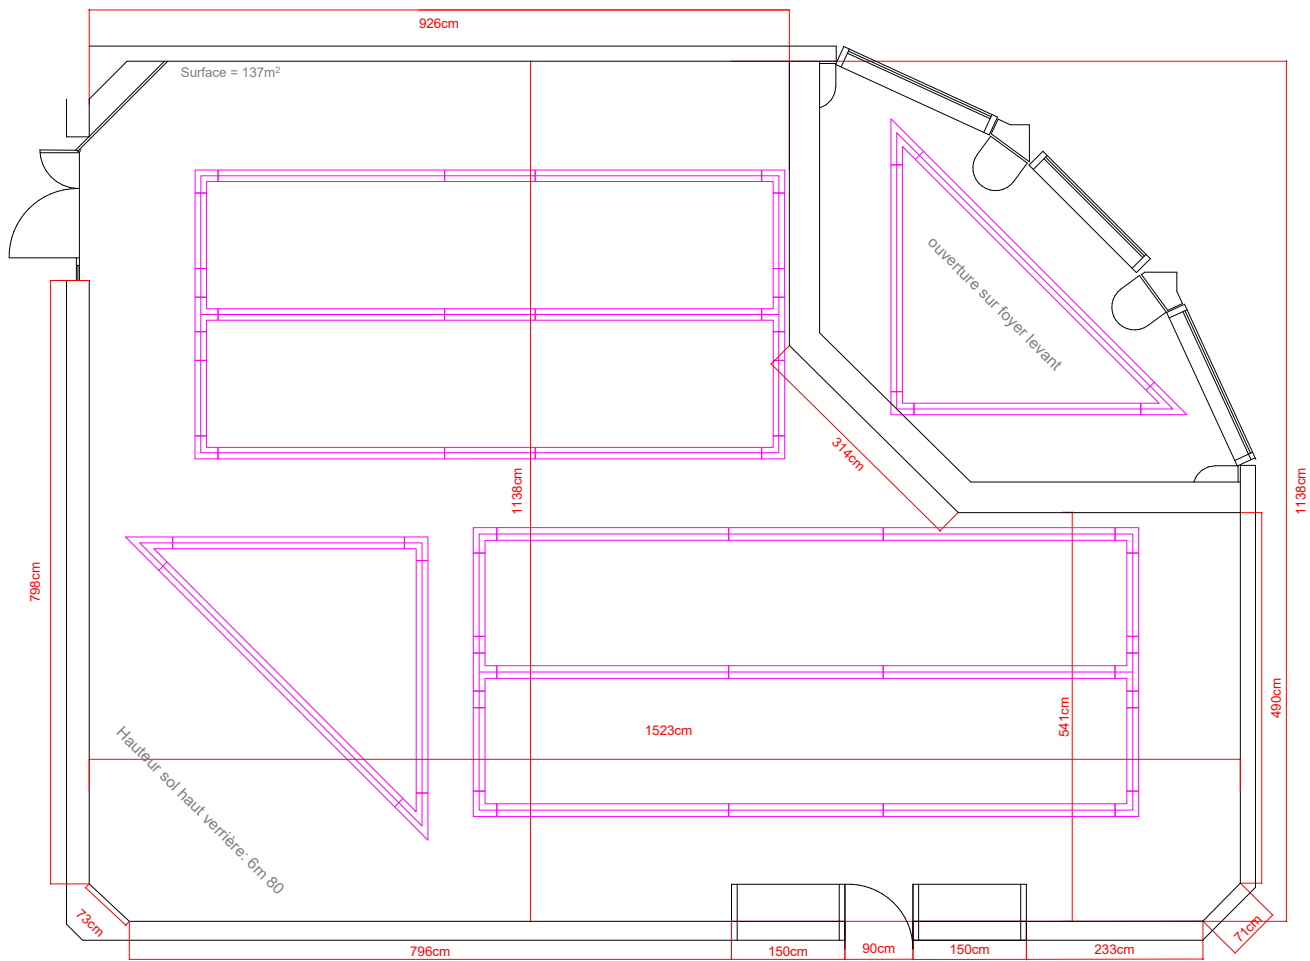 926cm
Surface = 137m²
ouverture sur foyer levant
314cm
1138cm
1138cm
798cm
490cm
541cm
1523cm
Hauteur sol haut verrière: 6m 80
73cm
71cm
796cm
150cm
90cm
150cm
233cm